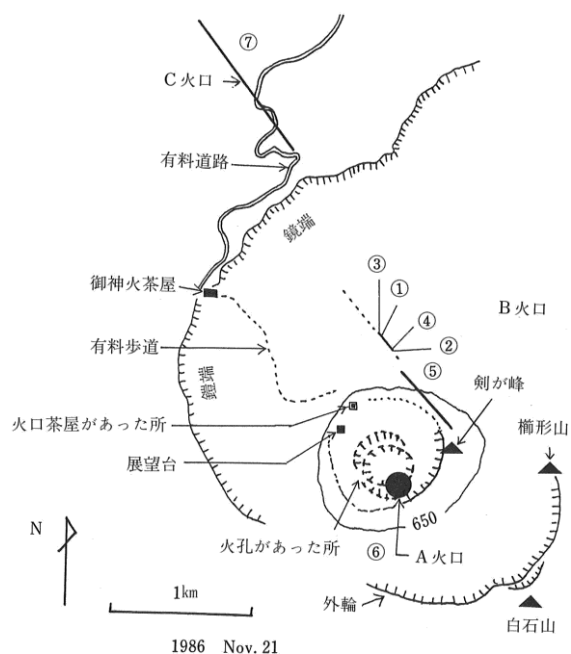 ⑦
C火口
有料道路
鏡端
③
①
④
②
⑤
B火口
御神火茶屋
有料歩道
鐙端
剣が峰
櫛形山
火口茶屋があった所
展望台
650
N
火孔があった所
⑥
A火口
1km
外輪
白石山
1986 Nov. 21